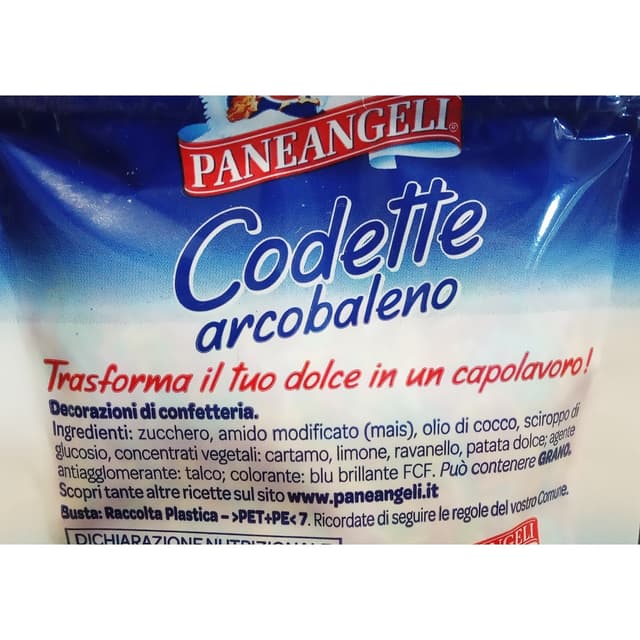 PANEANGELI
Codette
arcobaleno
Trasforma il tuo dolce in un capolavoro!
Decorazioni di confetteria.
Ingredienti: zucchero, amido modificato (mais), olio di cocco, sciroppo di
glucosio, concentrati vegetali: cartamo, limone, ravanello, patata dolce; agente
antiagglomerante: talco; colorante: blu brillante FCF. Può contenere GRANO.
Scopri tante altre ricette sul sito www.paneangeli.it
Busta: Raccolta Plastica – >PET+PE< 7. Ricordate di seguire le regole del vostro Comune.
DICHIARAZIONE NUTRIZIONALE
ANGELI